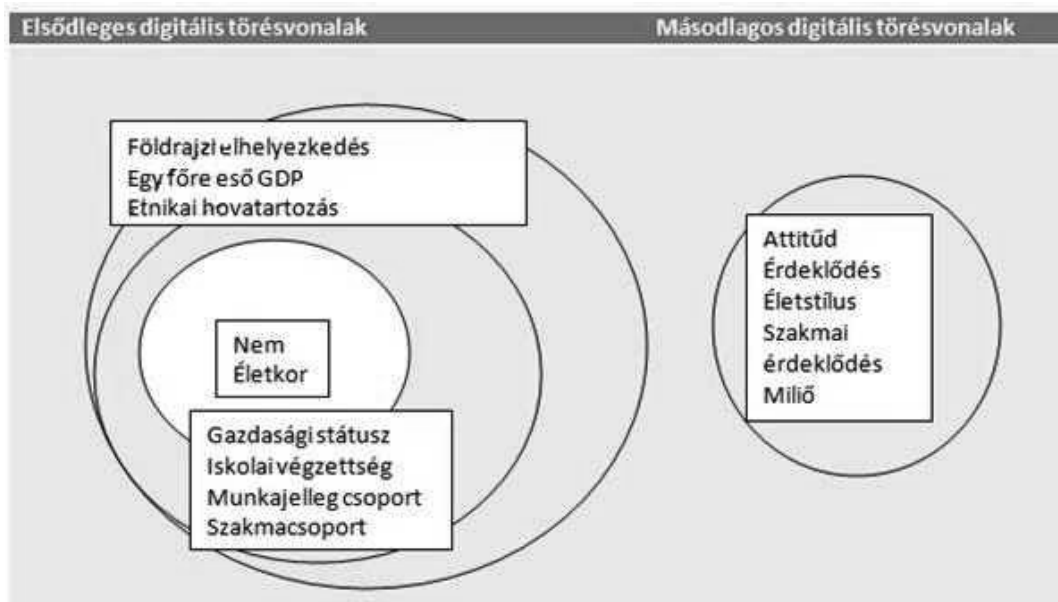 Elsődleges digitális törésvonalak
Másodlagos digitális törésvonalak
Földrajzi elhelyezkedés
Egy főre eső GDP
Etnikai hovatartozás
Nem
Életkor
Gazdasági státusz
Iskolai végzettség
Munkajelleg csoport
Szakmacsoport
Attitűd
Érdeklődés
Életstílus
Szakmai
érdeklődés
Miliő